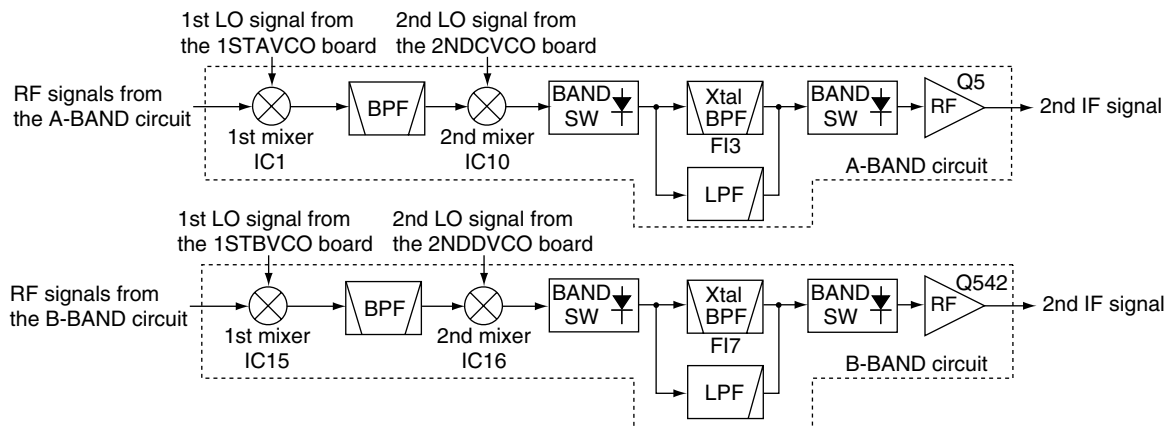 1st LO signal from
the 1STAVCO board
2nd LO signal from
the 2NDCVCO board
RF signals from
the A-BAND circuit
BPF
BAND
SW
Xtal
BPF
BAND
SW
Q5
RF
2nd IF signal
1st mixer
IC1
2nd mixer
IC10
FI3
LPF
A-BAND circuit
1st LO signal from
the 1STBVCO board
2nd LO signal from
the 2NDDVCO board
RF signals from
the B-BAND circuit
BPF
BAND
SW
Xtal
BPF
BAND
SW
Q542
RF
2nd IF signal
1st mixer
IC15
2nd mixer
IC16
FI7
LPF
B-BAND circuit